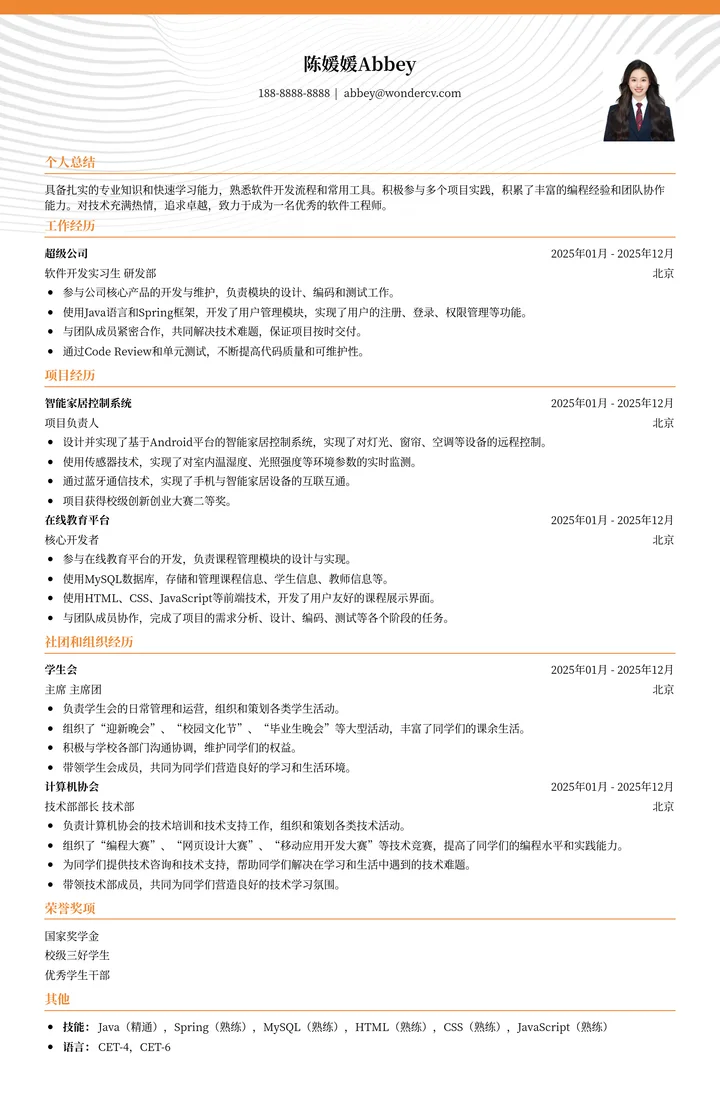 陈媛媛Abbey
188-8888-8888 | abbey@wondercv.com
个人总结
具备扎实的专业知识和快速学习能力，熟悉软件开发流程和常用工具。积极参与多个项目实践，积累了丰富的编程经验和团队协作
能力。对技术充满热情，追求卓越，致力于成为一名优秀的软件工程师。
工作经历
超级公司 2025年01月 - 2025年12月
软件开发实习生 研发部 北京
• 参与公司核心产品的开发与维护，负责模块的设计、编码和测试工作。
• 使用Java语言和Spring框架，开发了用户管理模块，实现了用户的注册、登录、权限管理等功能。
• 与团队成员紧密合作，共同解决技术难题，保证项目按时交付。
• 通过Code Review和单元测试，不断提高代码质量和可维护性。
项目经历
智能家居控制系统 2025年01月 - 2025年12月
项目负责人 北京
• 设计并实现了基于Android平台的智能家居控制系统，实现了对灯光、窗帘、空调等设备的远程控制。
• 使用传感器技术，实现了对室内温湿度、光照强度等环境参数的实时监测。
• 通过蓝牙通信技术，实现了手机与智能家居设备的互联互通。
• 项目获得校级创新创业大赛二等奖。
在线教育平台 2025年01月 - 2025年12月
核心开发者 北京
• 参与在线教育平台的开发，负责课程管理模块的设计与实现。
• 使用MySQL数据库，存储和管理课程信息、学生信息、教师信息等。
• 使用HTML、CSS、JavaScript等前端技术，开发了用户友好的课程展示界面。
• 与团队成员协作，完成了项目的需求分析、设计、编码、测试等各个阶段的任务。
社团和组织经历
学生会 2025年01月 - 2025年12月
主席 主席团 北京
• 负责学生会的日常管理和运营，组织和策划各类学生活动。
• 组织了“迎新晚会”、“校园文化节”、“毕业生晚会”等大型活动，丰富了同学们的课余生活。
• 积极与学校各部门沟通协调，维护同学们的权益。
• 带领学生会成员，共同为同学们营造良好的学习和生活环境。
计算机协会 2025年01月 - 2025年12月
技术部部长 技术部 北京
• 负责计算机协会的技术培训和技术支持工作，组织和策划各类技术活动。
• 组织了“编程大赛”、“网页设计大赛”、“移动应用开发大赛”等技术竞赛，提高了同学们的编程水平和实践能力。
• 为同学们提供技术咨询和技术支持，帮助同学们解决在学习和生活中遇到的技术难题。
• 带领技术部成员，共同为同学们营造良好的技术学习氛围。
荣誉奖项
国家奖学金
校级三好学生
优秀学生干部
其他
• 技能： Java（精通），Spring（熟练），MySQL（熟练），HTML（熟练），CSS（熟练），JavaScript（熟练）
• 语言： CET-4，CET-6